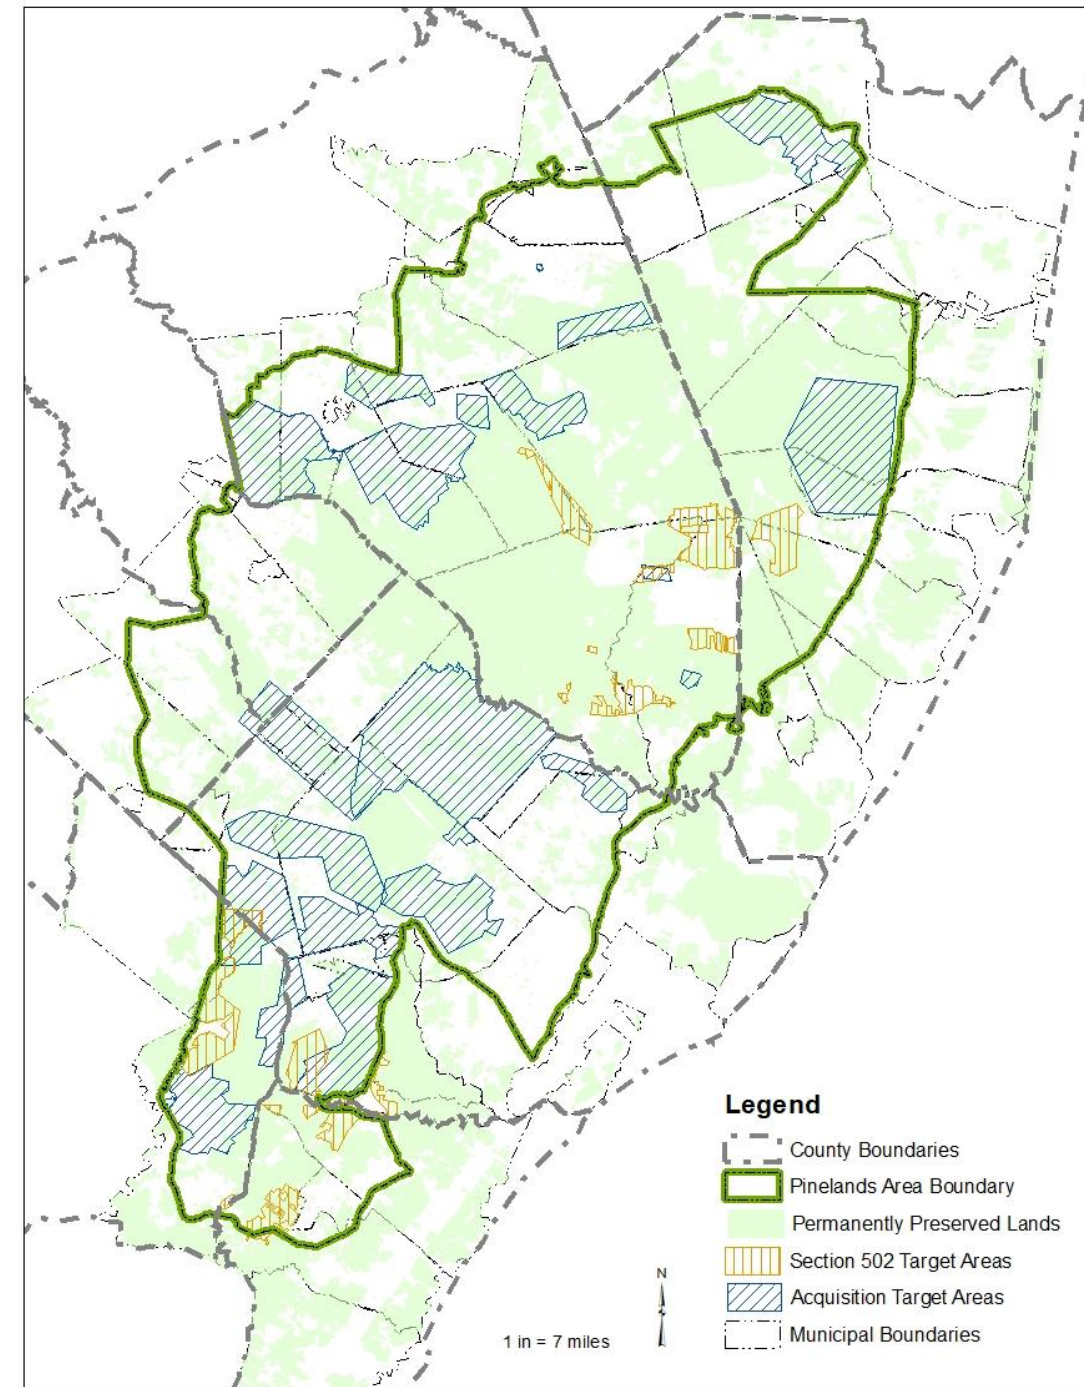 Legend
County Boundaries
Pinelands Area Boundary
Permanently Preserved Lands
Section 502 Target Areas
Acquisition Target Areas
Municipal Boundaries
N
1 in = 7 miles